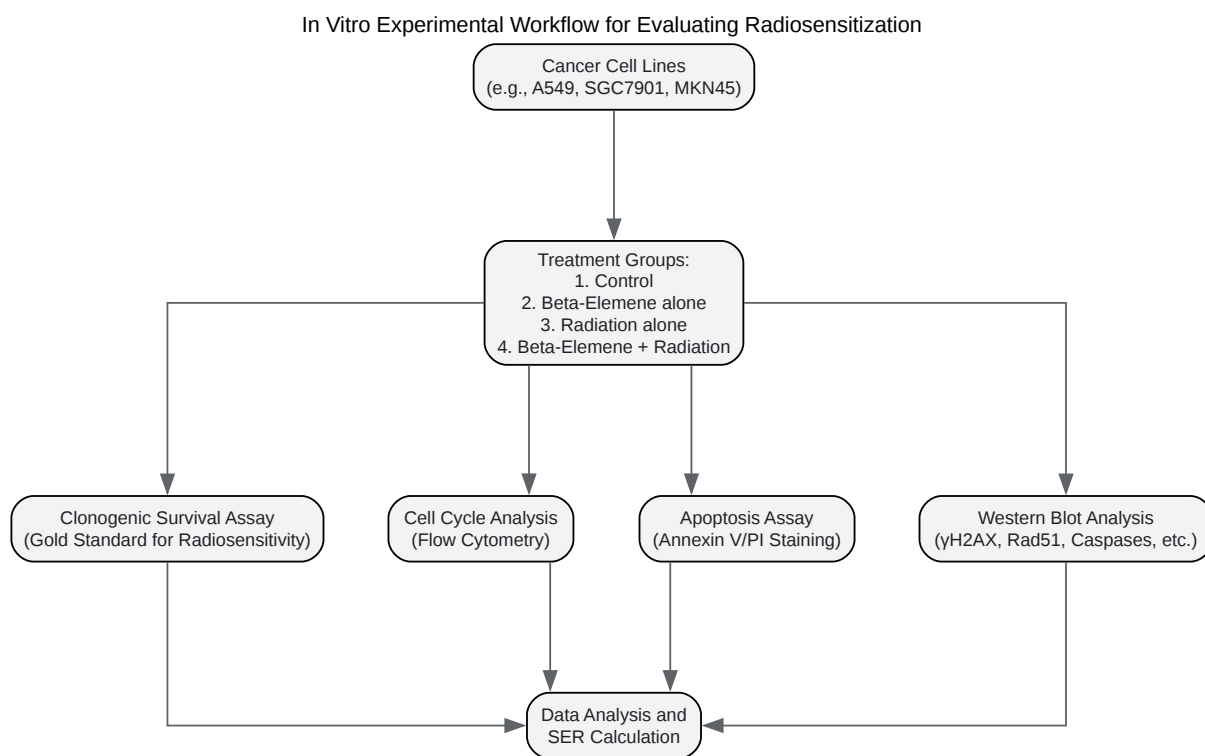 In Vitro Experimental Workflow for Evaluating Radiosensitization
Cancer Cell Lines
(e.g., A549, SGC7901, MKN45)
Treatment Groups:
1. Control
2. Beta-Elemene alone
3. Radiation alone
4. Beta-Elemene + Radiation
Clonogenic Survival Assay
(Gold Standard for Radiosensitivity)
Cell Cycle Analysis
(Flow Cytometry)
Apoptosis Assay
(Annexin V/PI Staining)
Western Blot Analysis
(γH2AX, Rad51, Caspases, etc.)
Data Analysis and
SER Calculation